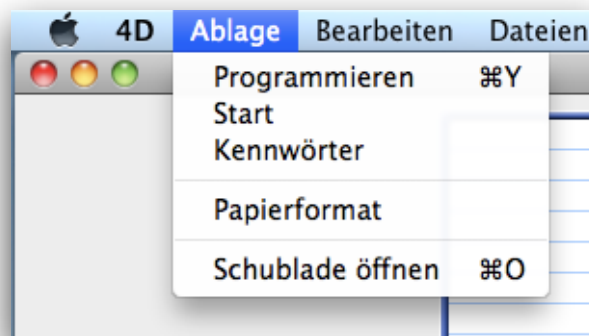 4D Ablage Bearbeiten Dateien
Programmieren ⌘Y
Start
Kennwörter
Papierformat
Schublade öffnen ⌘O